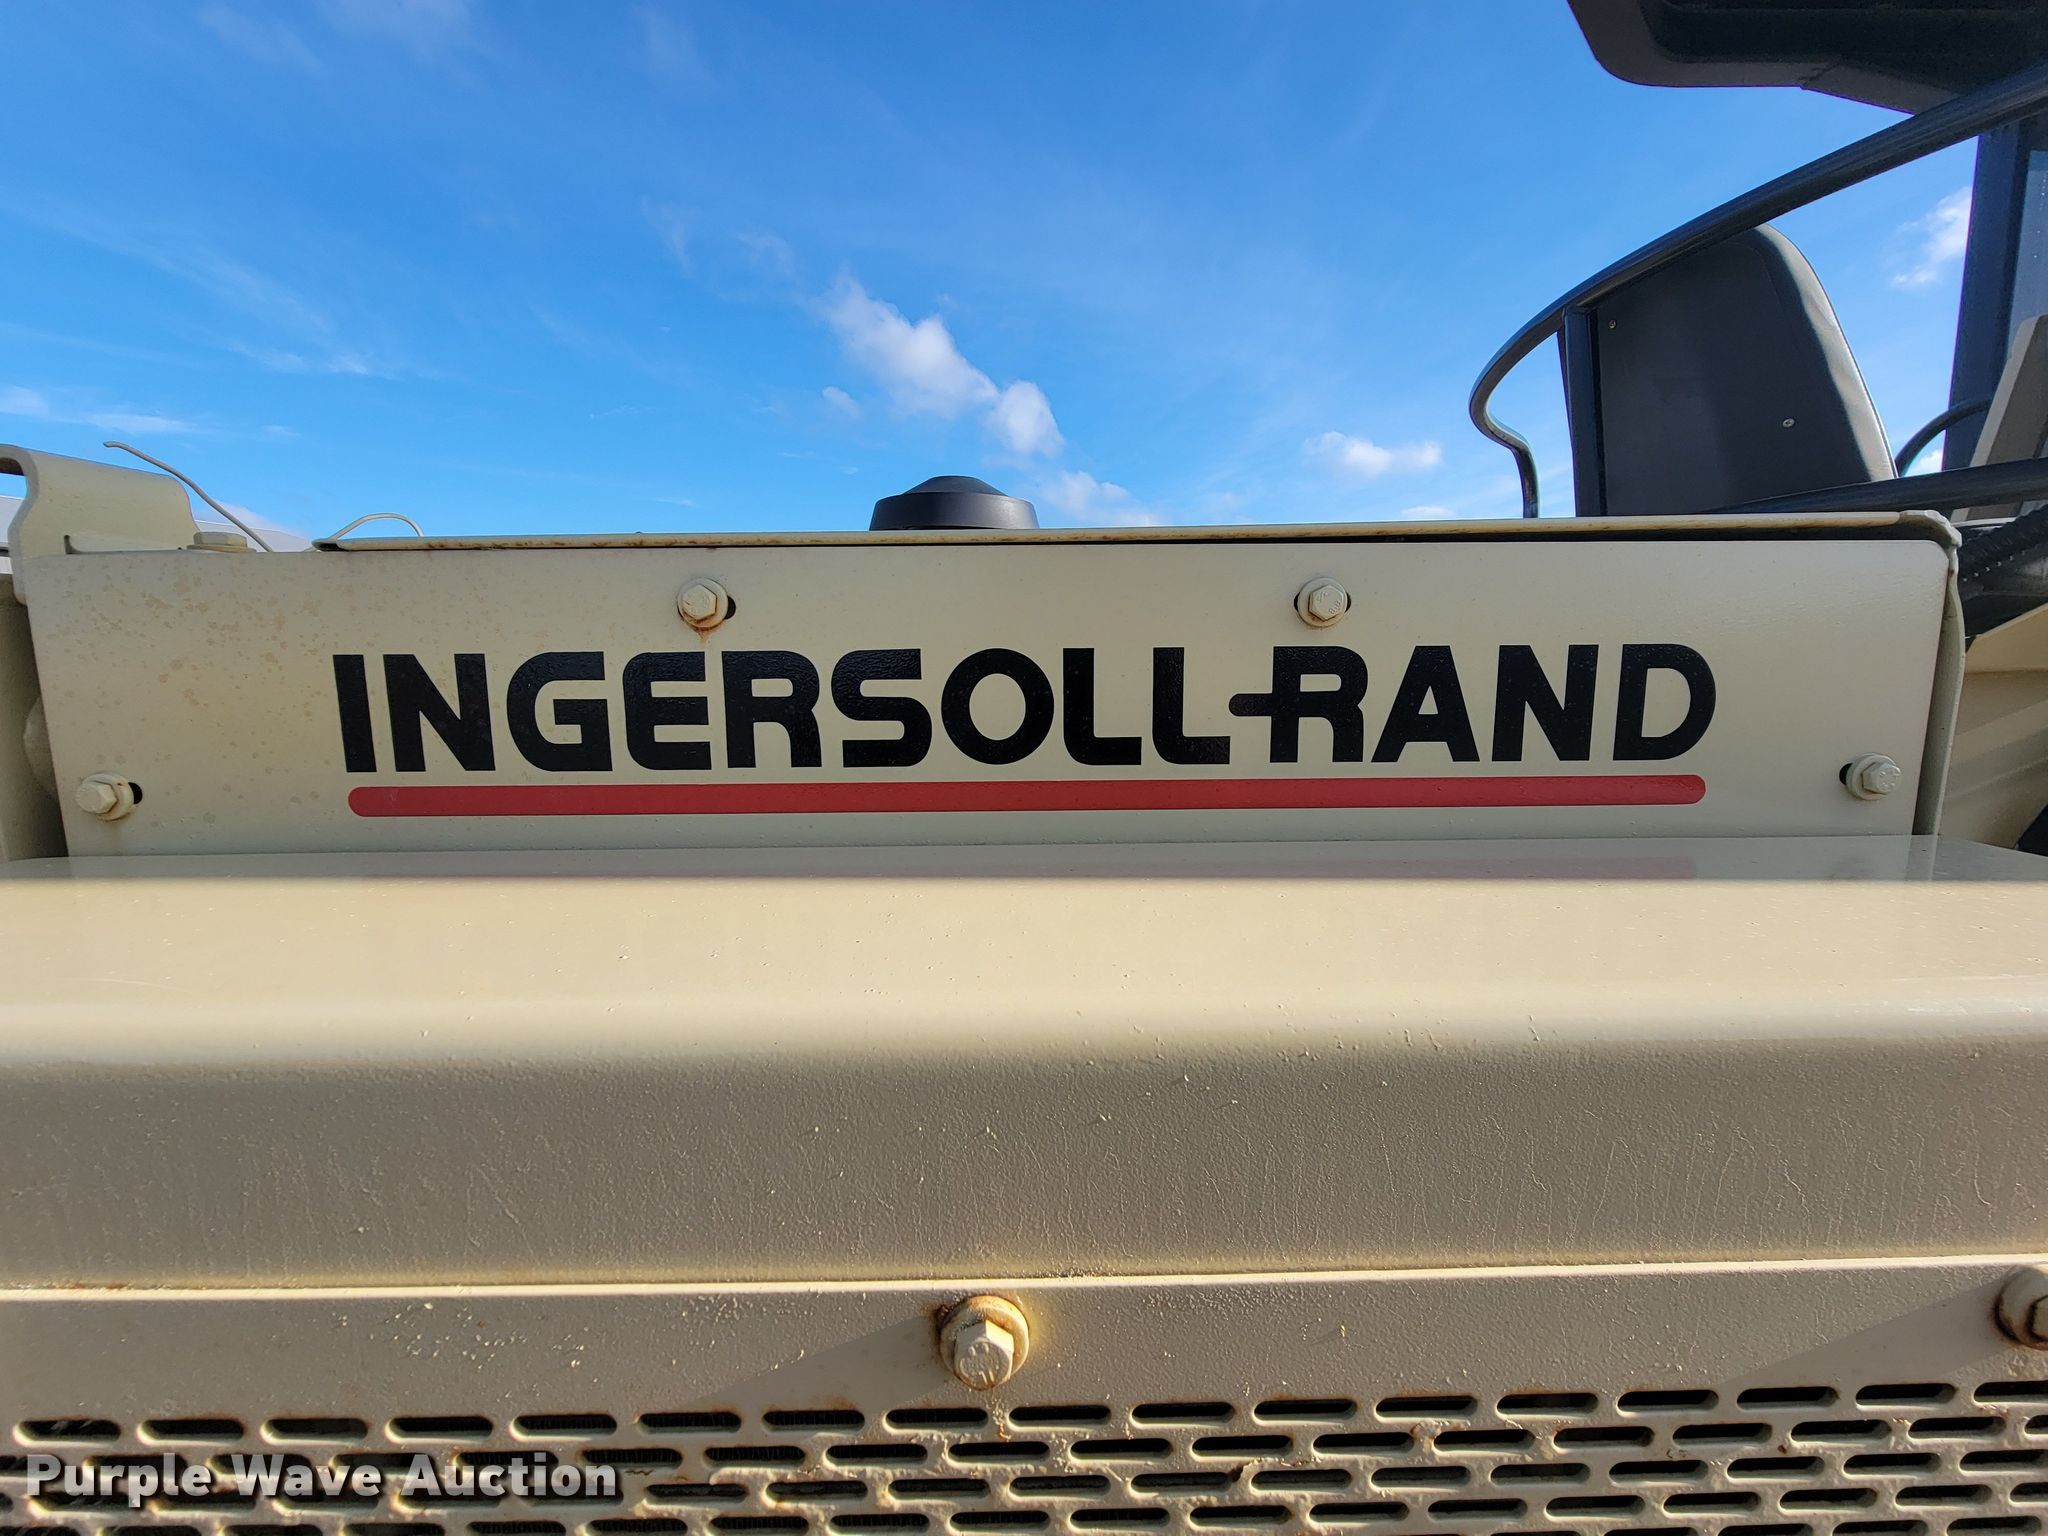 INGERSOLL-RAND
Purple Wave Auction